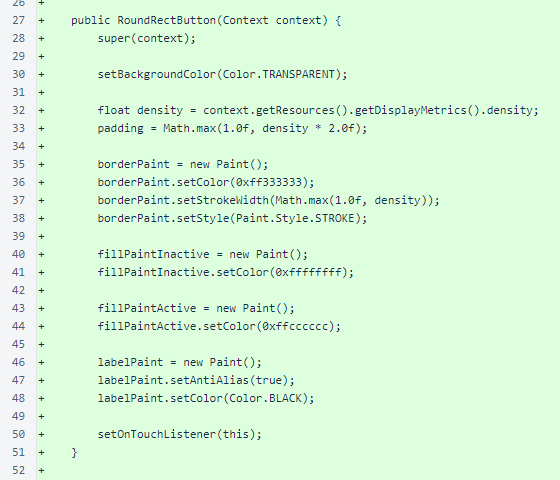 26 +
27 + public RoundRectButton(Context context) {
28 + super(context);
29 +
30 + setBackgroundColor(Color.TRANSPARENT);
31 +
32 + float density = context.getResources().getDisplayMetrics().density;
33 + padding = Math.max(1.0f, density * 2.0f);
34 +
35 + borderPaint = new Paint();
36 + borderPaint.setColor(0xff333333);
37 + borderPaint.setStrokeWidth(Math.max(1.0f, density));
38 + borderPaint.setStyle(Paint.Style.STROKE);
39 +
40 + fillPaintInactive = new Paint();
41 + fillPaintInactive.setColor(0xffffffff);
42 +
43 + fillPaintActive = new Paint();
44 + fillPaintActive.setColor(0xffcccccc);
45 +
46 + labelPaint = new Paint();
47 + labelPaint.setAntiAlias(true);
48 + labelPaint.setColor(Color.BLACK);
49 +
50 + setOnTouchListener(this);
51 + }
52 +